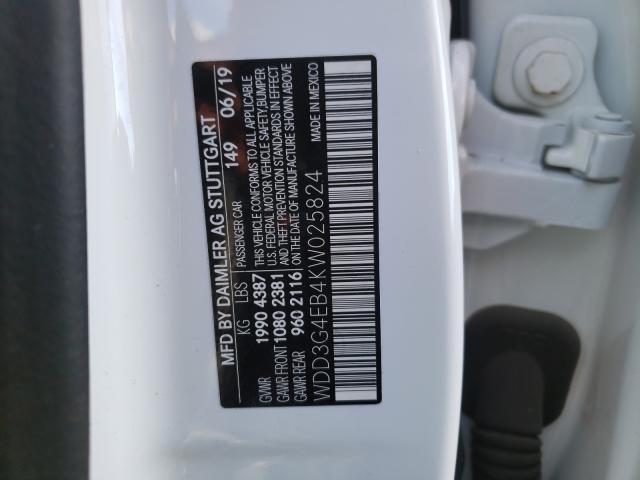 MFD BY DAIMLER AG STUTTGART
PASSENGER CAR 149 06/19
KG LBS
THIS VEHICLE CONFORMS TO ALL APPLICABLE
U.S. FEDERAL MOTOR VEHICLE SAFETY, BUMPER
AND THEFT PREVENTION STANDARDS IN EFFECT
ON THE DATE OF MANUFACTURE SHOWN ABOVE
GVWR 1990 4387
GAWR FRONT 1080 2381
GAWR REAR 960 2116
MADE IN MEXICO
WDD3G4EB4KW025824